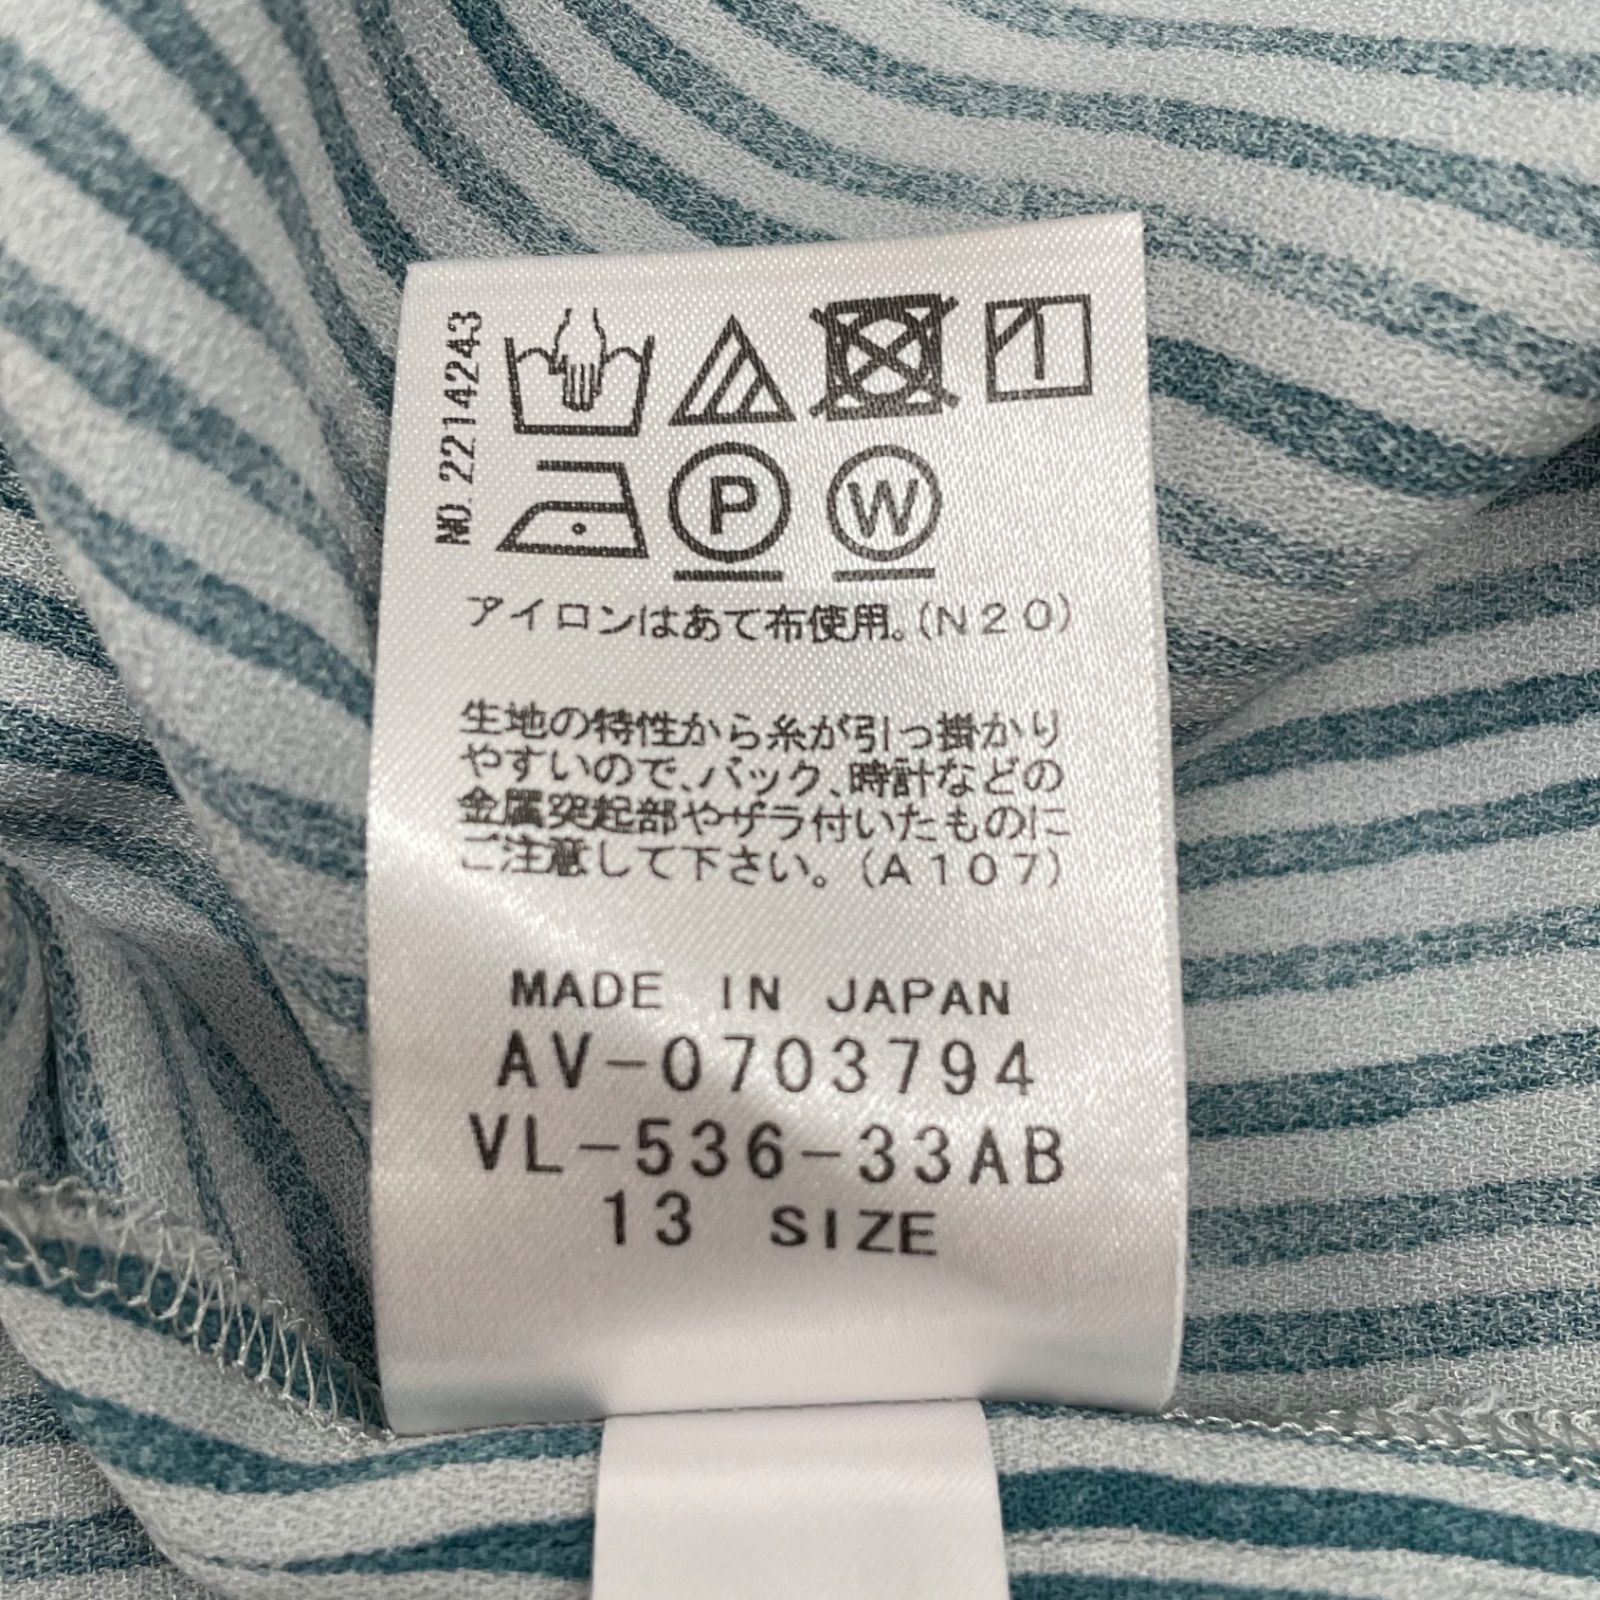 NO.22142 43
P W
アイロンはあて布使用。(N20)
生地の特性から糸が引っ掛かり
やすいので、バック、時計などの
金属突起部やザラ付いたものに
ご注意して下さい。(A107)
MADE IN JAPAN
AV-0703794
VL-536-33AB
13 SIZE